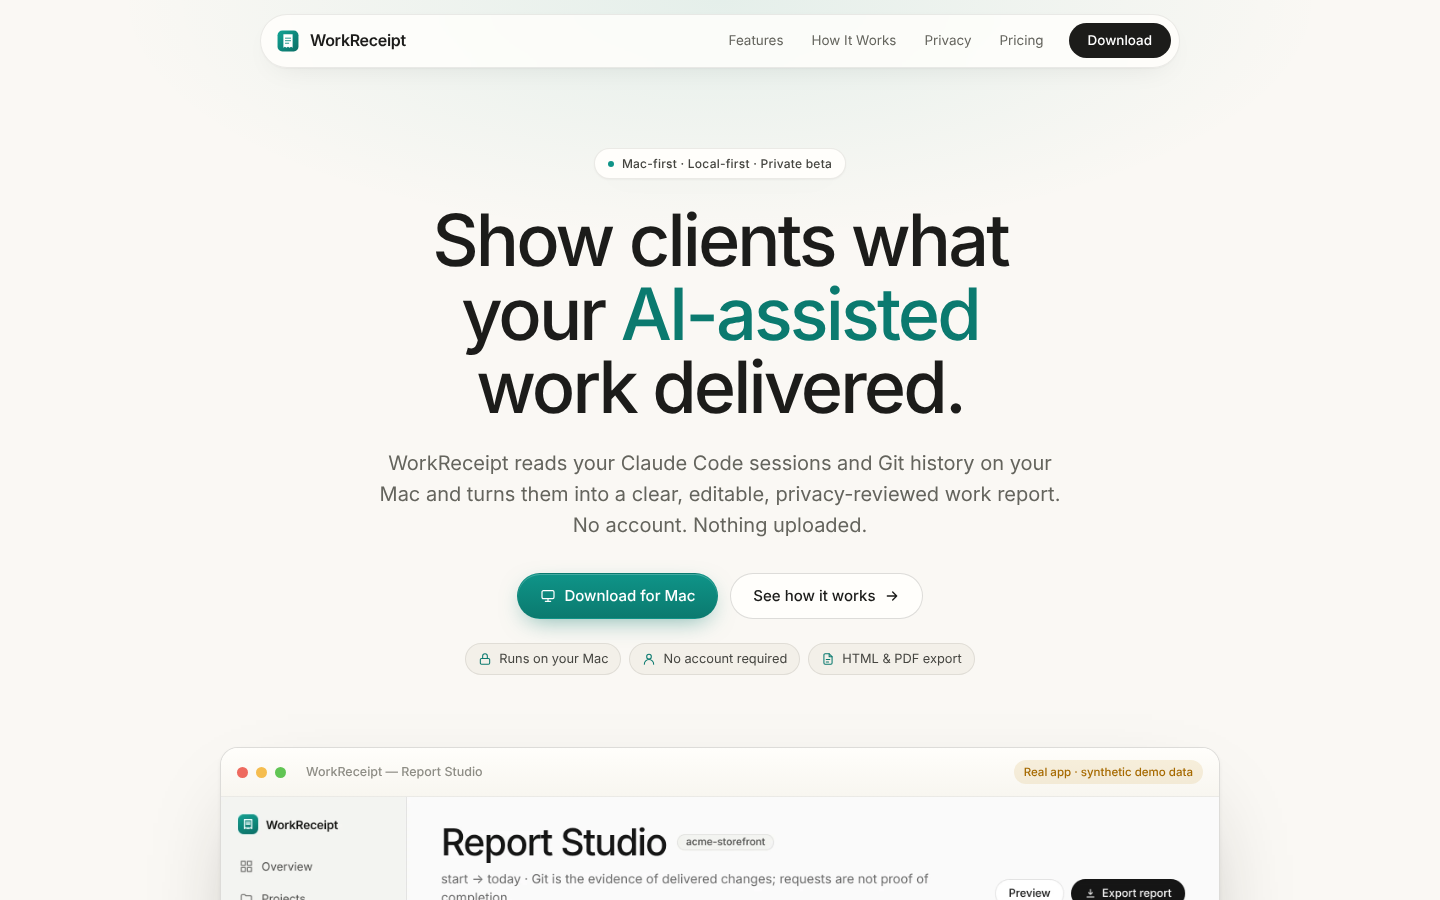 WorkReceipt
Features
How It Works
Privacy
Pricing
Download
Mac-first · Local-first · Private beta
Show clients what
your AI-assisted
work delivered.
WorkReceipt reads your Claude Code sessions and Git history on your
Mac and turns them into a clear, editable, privacy-reviewed work report.
No account. Nothing uploaded.
Download for Mac
See how it works →
Runs on your Mac
No account required
HTML & PDF export
WorkReceipt — Report Studio
Real app · synthetic demo data
WorkReceipt
Overview
Projects
Report Studio
acme-storefront
start → today · Git is the evidence of delivered changes; requests are not proof of
completion
Preview
Export report